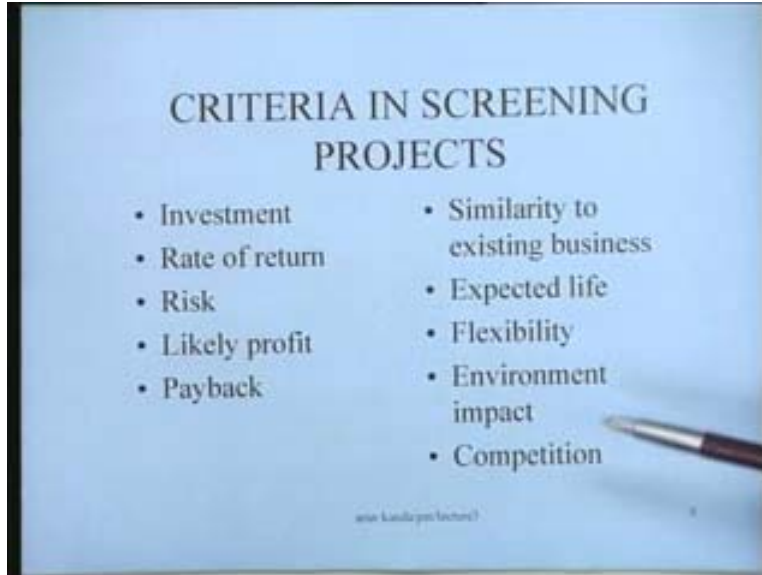 CRITERIA IN SCREENING
PROJECTS
• Investment
• Rate of return
• Risk
• Likely profit
• Payback
• Similarity to
existing business
• Expected life
• Flexibility
• Environment
impact
• Competition